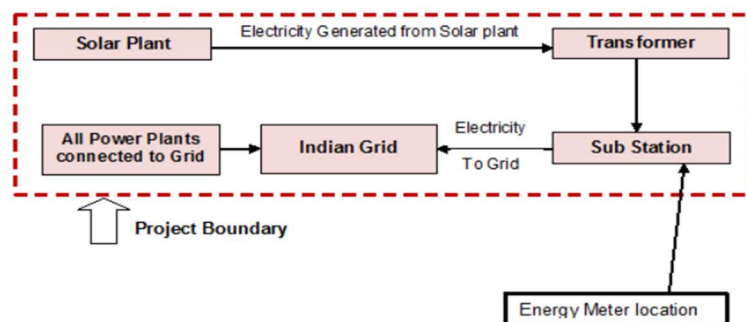 Solar Plant
Electricity Generated from Solar plant
Transformer
All Power Plants
connected to Grid
Indian Grid
Electricity
To Grid
Sub Station
Project Boundary
Energy Meter location